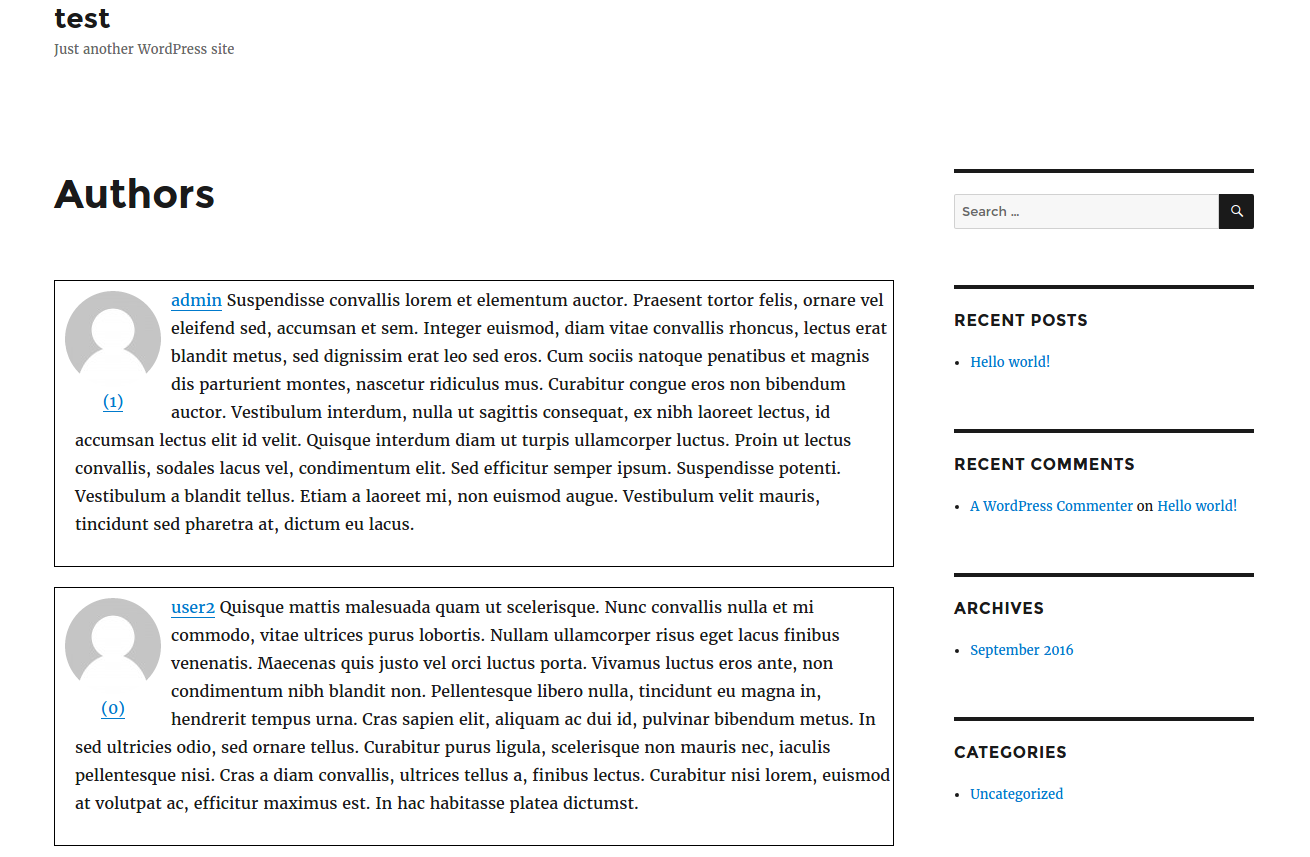 test
Just another WordPress site
Authors
admin Suspendisse convallis lorem et elementum auctor. Praesent tortor felis, ornare vel
eleifend sed, accumsan et sem. Integer euismod, diam vitae convallis rhoncus, lectus erat
blandit metus, sed dignissim erat leo sed eros. Cum sociis natoque penatibus et magnis
dis parturient montes, nascetur ridiculus mus. Curabitur congue eros non bibendum
(1)
auctor. Vestibulum interdum, nulla ut sagittis consequat, ex nibh laoreet lectus, id
accumsan lectus elit id velit. Quisque interdum diam ut turpis ullamcorper luctus. Proin ut lectus
convallis, sodales lacus vel, condimentum elit. Sed efficitur semper ipsum. Suspendisse potenti.
Vestibulum a blandit tellus. Etiam a laoreet mi, non euismod augue. Vestibulum velit mauris,
tincidunt sed pharetra at, dictum eu lacus.
user2 Quisque mattis malesuada quam ut scelerisque. Nunc convallis nulla et mi
commodo, vitae ultrices purus lobortis. Nullam ullamcorper risus eget lacus finibus
venenatis. Maecenas quis justo vel orci luctus porta. Vivamus luctus eros ante, non
condimentum nibh blandit non. Pellentesque libero nulla, tincidunt eu magna in,
(0)
hendrerit tempus urna. Cras sapien elit, aliquam ac dui id, pulvinar bibendum metus. In
sed ultricies odio, sed ornare tellus. Curabitur purus ligula, scelerisque non mauris nec, iaculis
pellentesque nisi. Cras a diam convallis, ultrices tellus a, finibus lectus. Curabitur nisi lorem, euismod
at volutpat ac, efficitur maximus est. In hac habitasse platea dictumst.
Search …
RECENT POSTS
Hello world!
RECENT COMMENTS
A WordPress Commenter on Hello world!
ARCHIVES
September 2016
CATEGORIES
Uncategorized